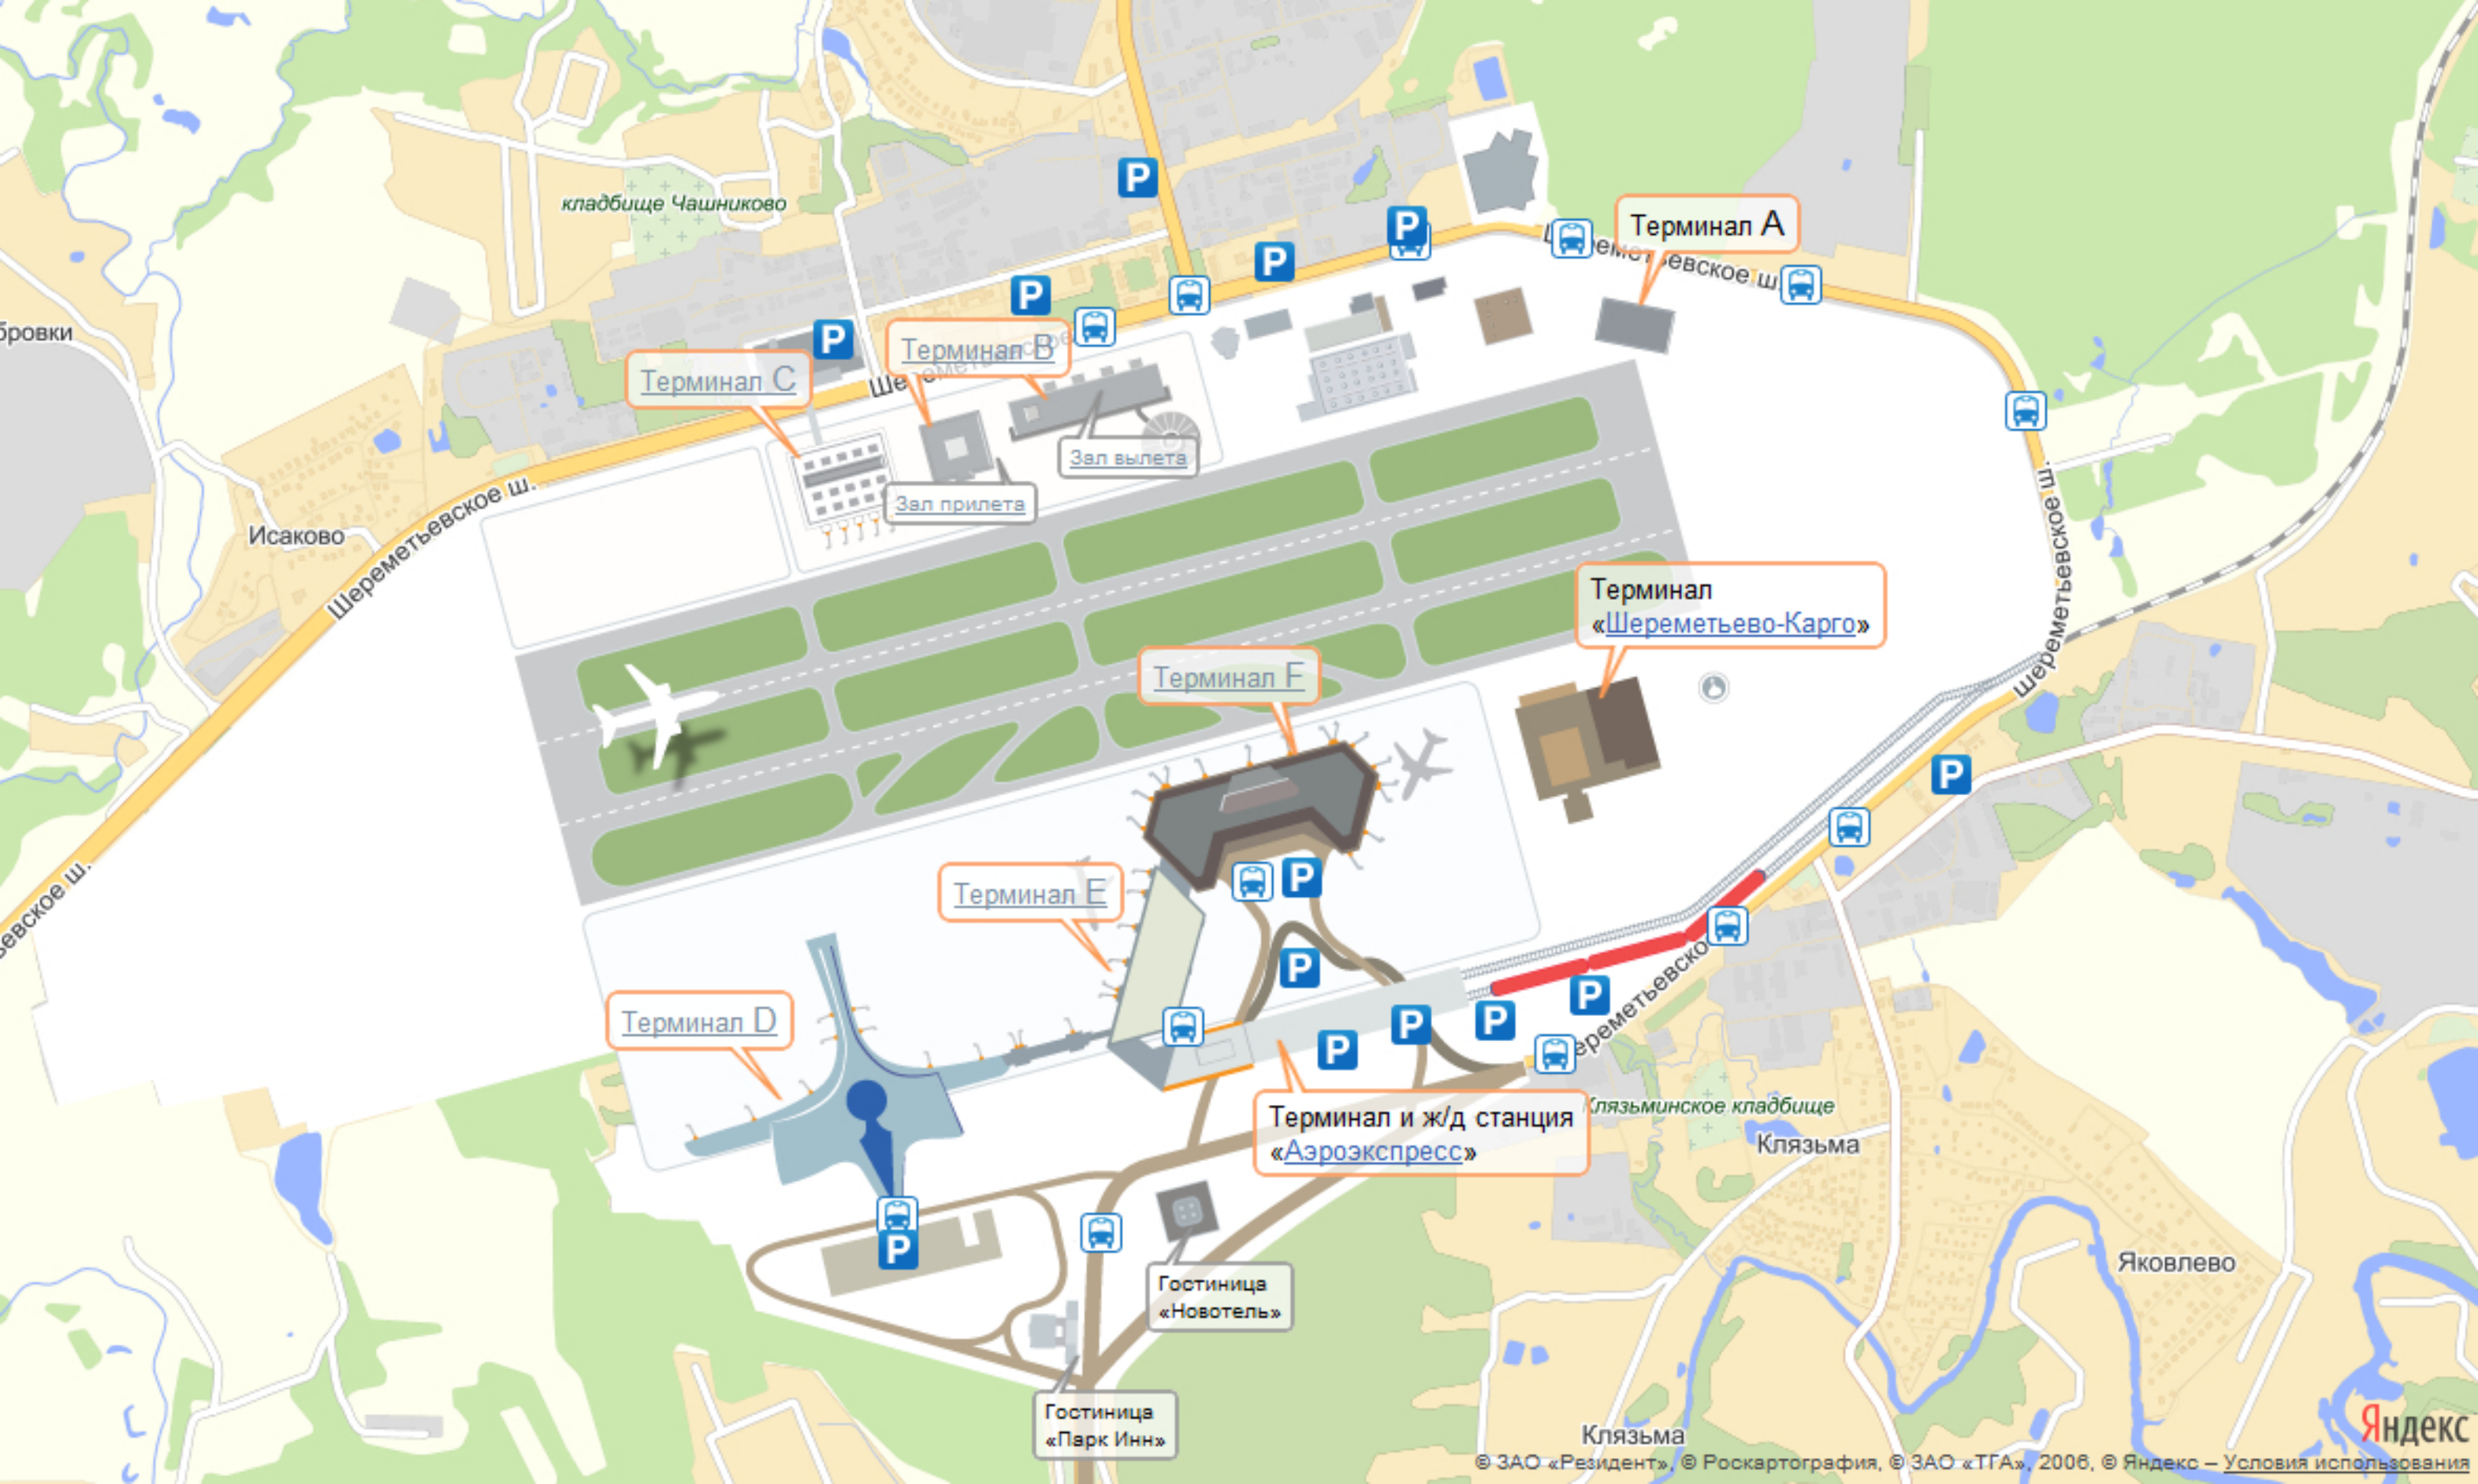 кладбище Чашниково
P
P
P
P
P
Терминал А
Шереметьевское ш.
бровки
Терминал B
Терминал C
Зал вылета
Зал прилета
Шереметьевское ш.
Шереметьевское ш.
Исаково
Терминал
«Шереметьево-Карго»
Терминал F
P
Терминал E
P
P
P
P
P
P
Терминал D
Терминал и ж/д станция
«Аэроэкспресс»
Клязьминское кладбище
Клязьма
P
Гостиница
«Новотель»
Яковлево
Гостиница
«Парк Инн»
Клязьма
Яндекс
© ЗАО «Резидент», © Роскартография, © ЗАО «ТГА», 2006, © Яндекс – Условия использования